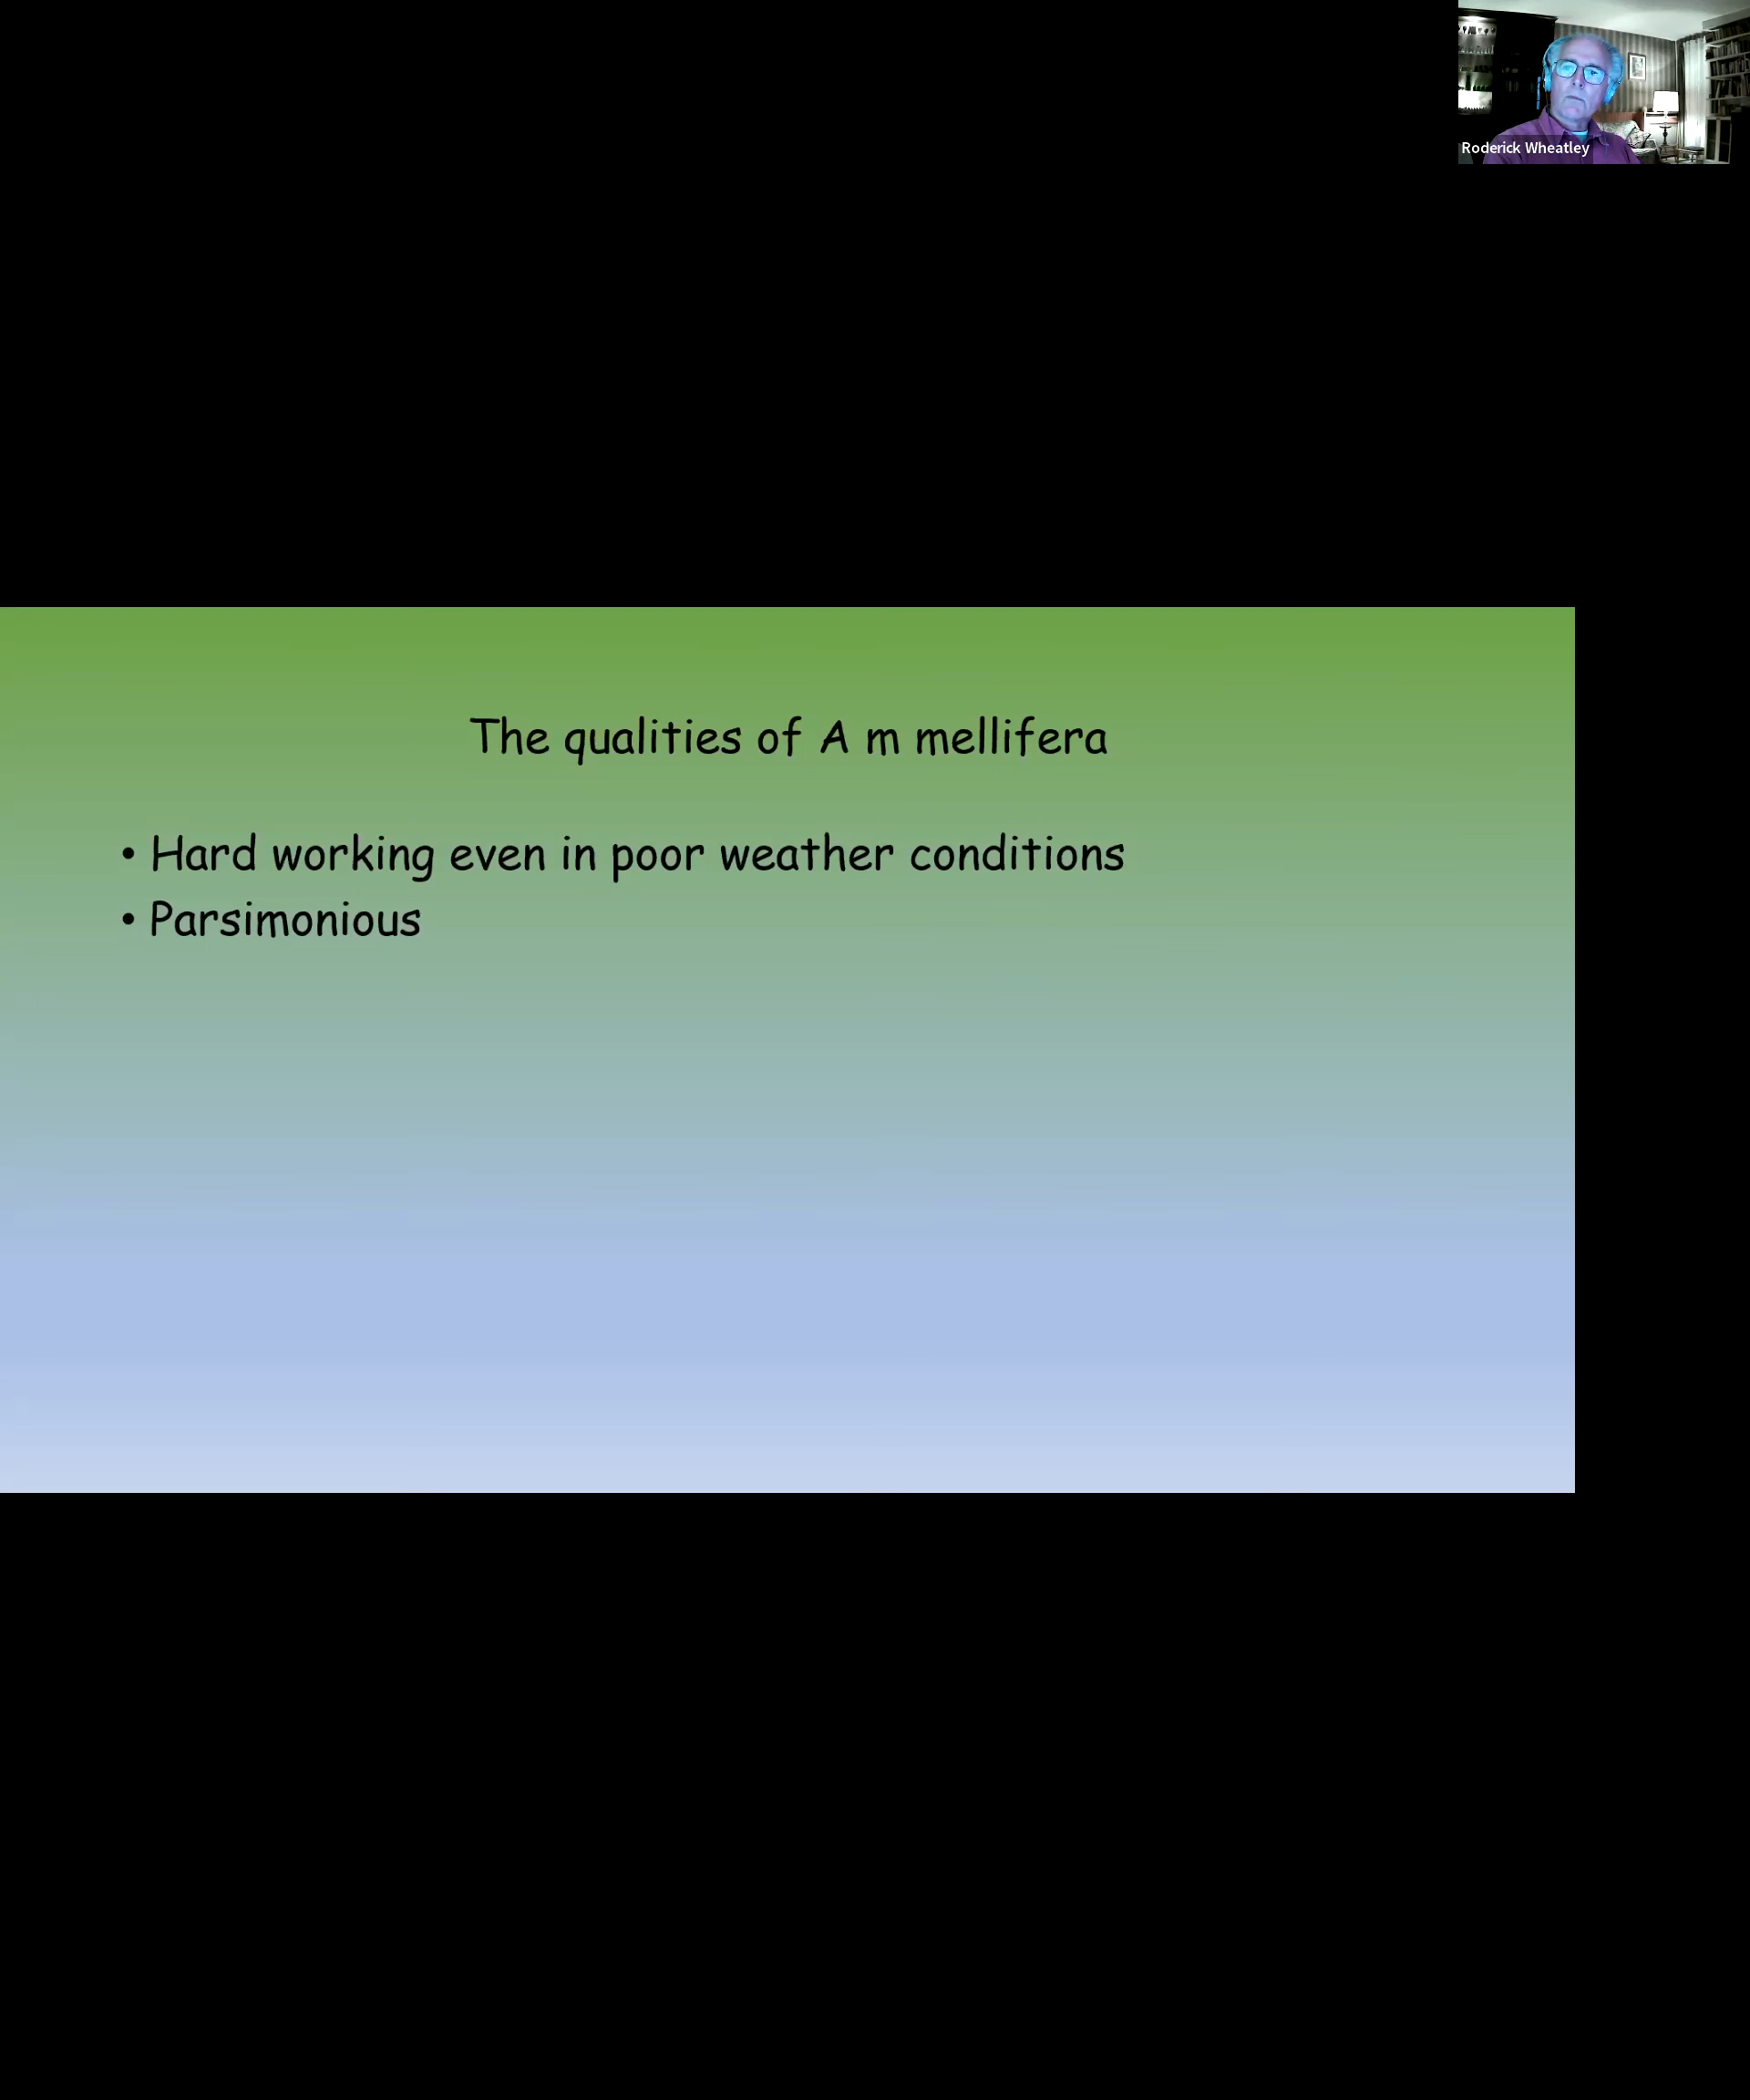 Roderick Wheatley
The qualities of A m mellifera
• Hard working even in poor weather conditions
• Parsimonious